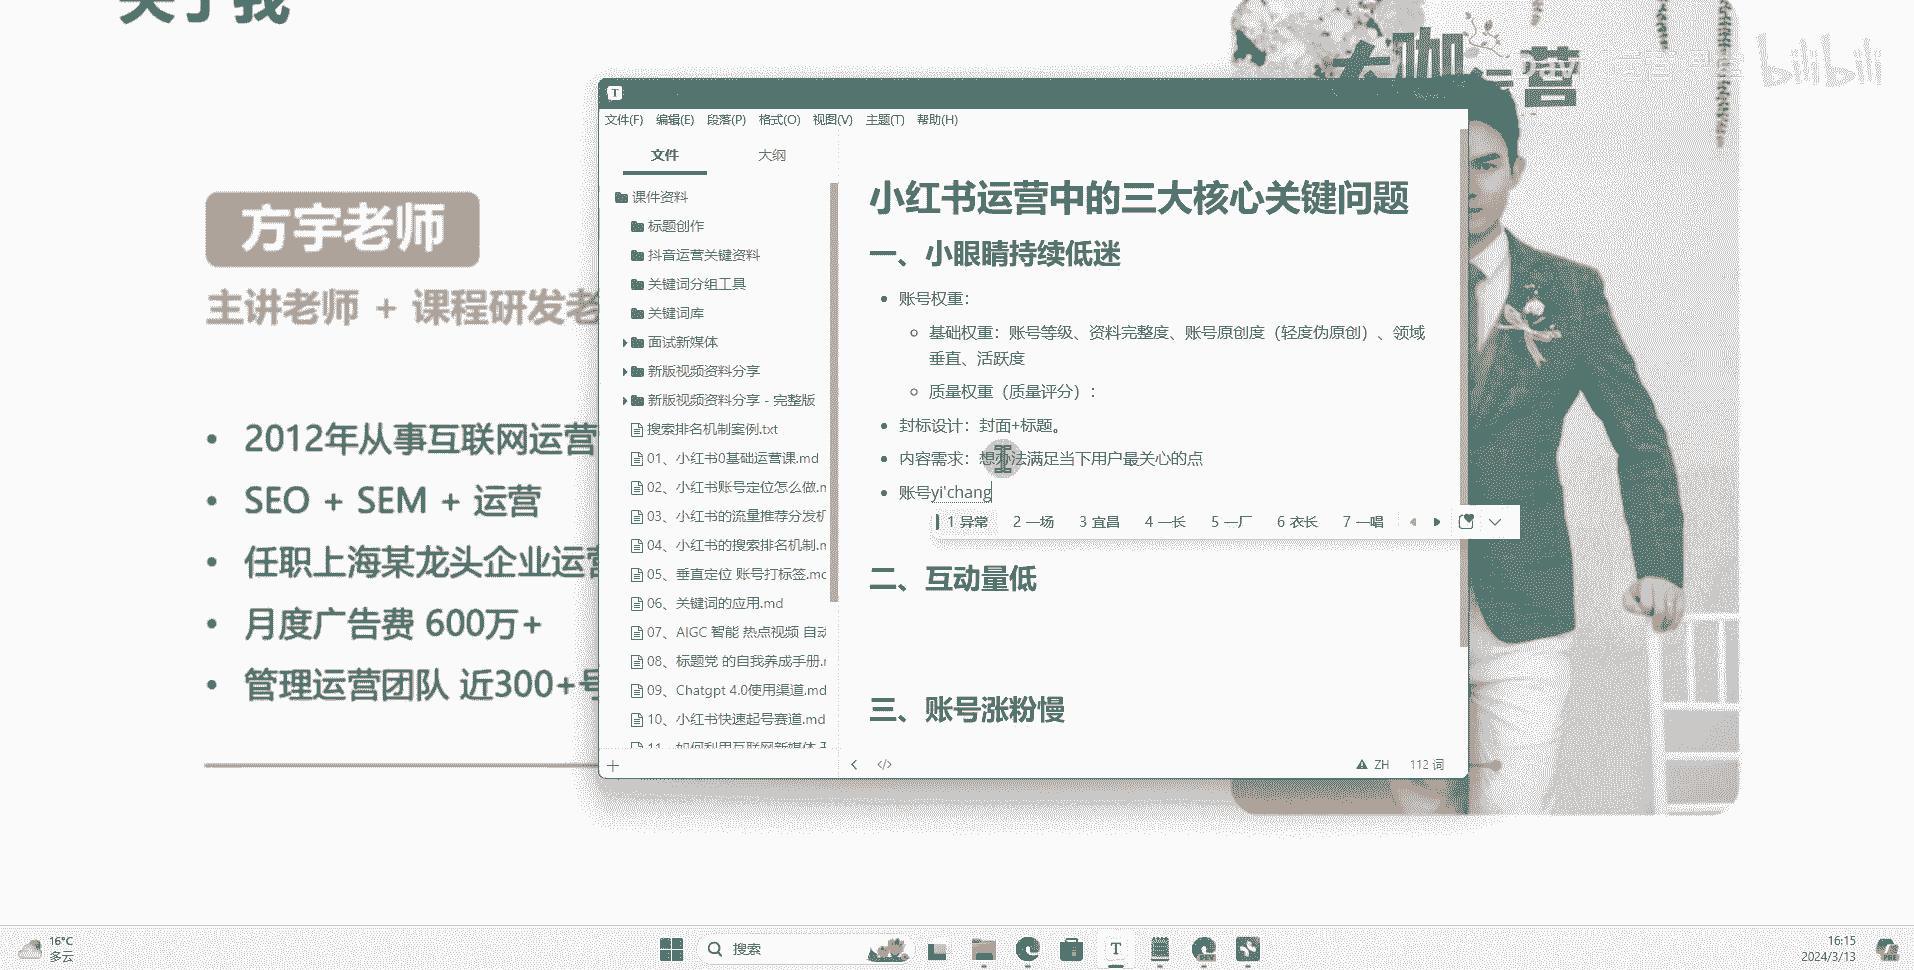 关于我
大咖运营
bilibili
方宇老师
主讲老师 + 课程研发老
• 2012年从事互联网运营
• SEO + SEM + 运营
• 任职上海某龙头企业运营
• 月度广告费 600万+
• 管理运营团队 近300+号
T
文件(F) 编辑(E) 段落(P) 格式(O) 视图(V) 主题(T) 帮助(H)
文件 大纲
课件资料
标题创作
抖音运营关键资料
关键词分组工具
关键词库
面试新媒体
新版视频资料分享
新版视频资料分享 - 完整版
搜索排名机制案例.txt
01、小红书0基础运营课.md
02、小红书账号定位怎么做.m
03、小红书的流量推荐分发机
04、小红书的搜索排名机制.m
05、垂直定位 账号打标签.mc
06、关键词的应用.md
07、AIGC 智能 热点视频 自动
08、标题党 的自我养成手册.m
09、Chatgpt 4.0使用渠道.md
10、小红书快速起号赛道.md
11、如何利用互联网新媒体
小红书运营中的三大核心关键问题
一、小眼睛持续低迷
• 账号权重：
基础权重：账号等级、资料完整度、账号原创度（轻度伪原创）、领域
垂直、活跃度
质量权重（质量评分）：
• 封标设计：封面+标题。
• 内容需求：想办法满足当下用户最关心的点
• 账号yi'chang
1 异常 2 一场 3 宜昌 4 一长 5 一厂 6 衣长 7 一唱
二、互动量低
三、账号涨粉慢
ZH 112 词
16°C
多云
搜索
T
DEV
16:15
2024/3/13
PRE